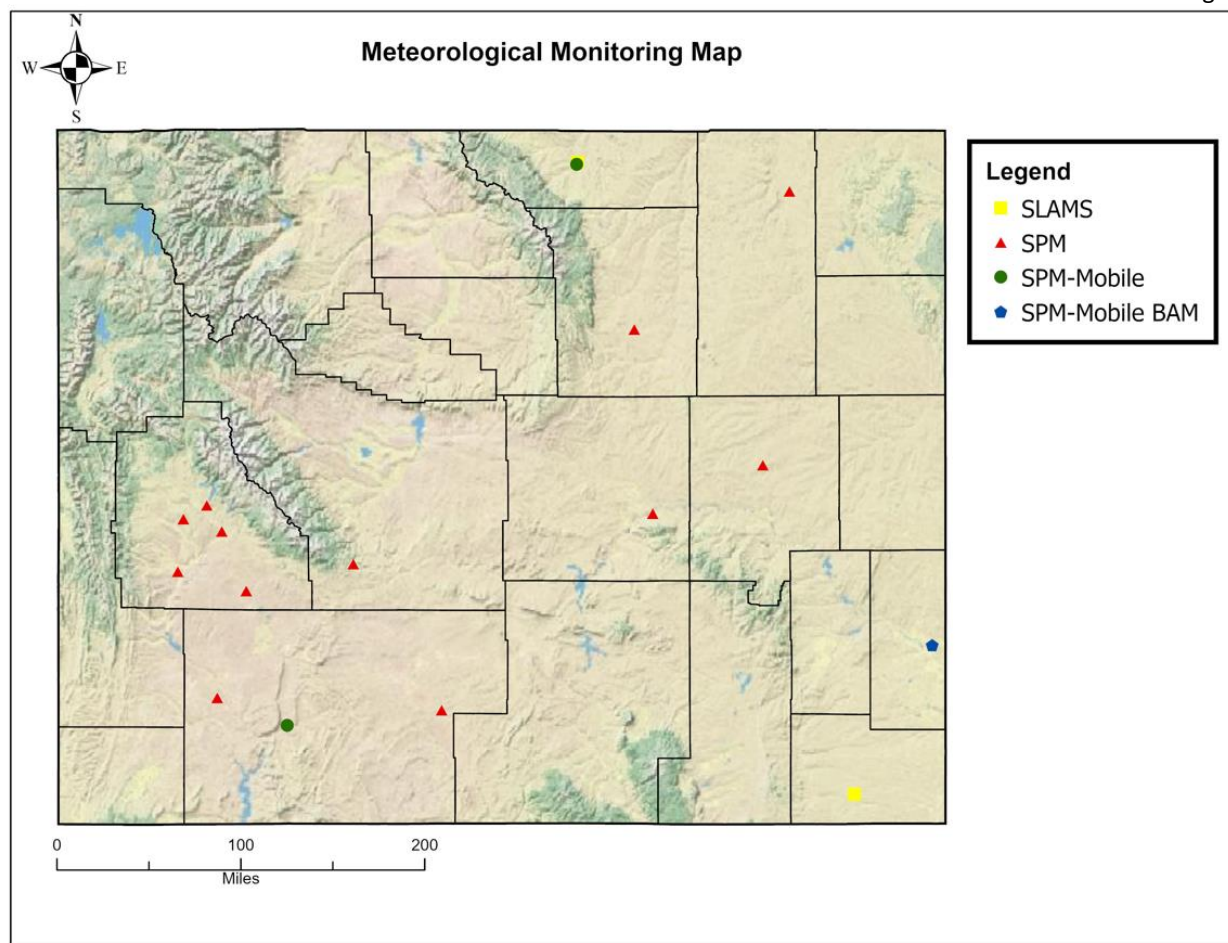 g
N
W E
S
Meteorological Monitoring Map
Legend
SLAMS
SPM
SPM-Mobile
SPM-Mobile BAM
0 100 200
Miles